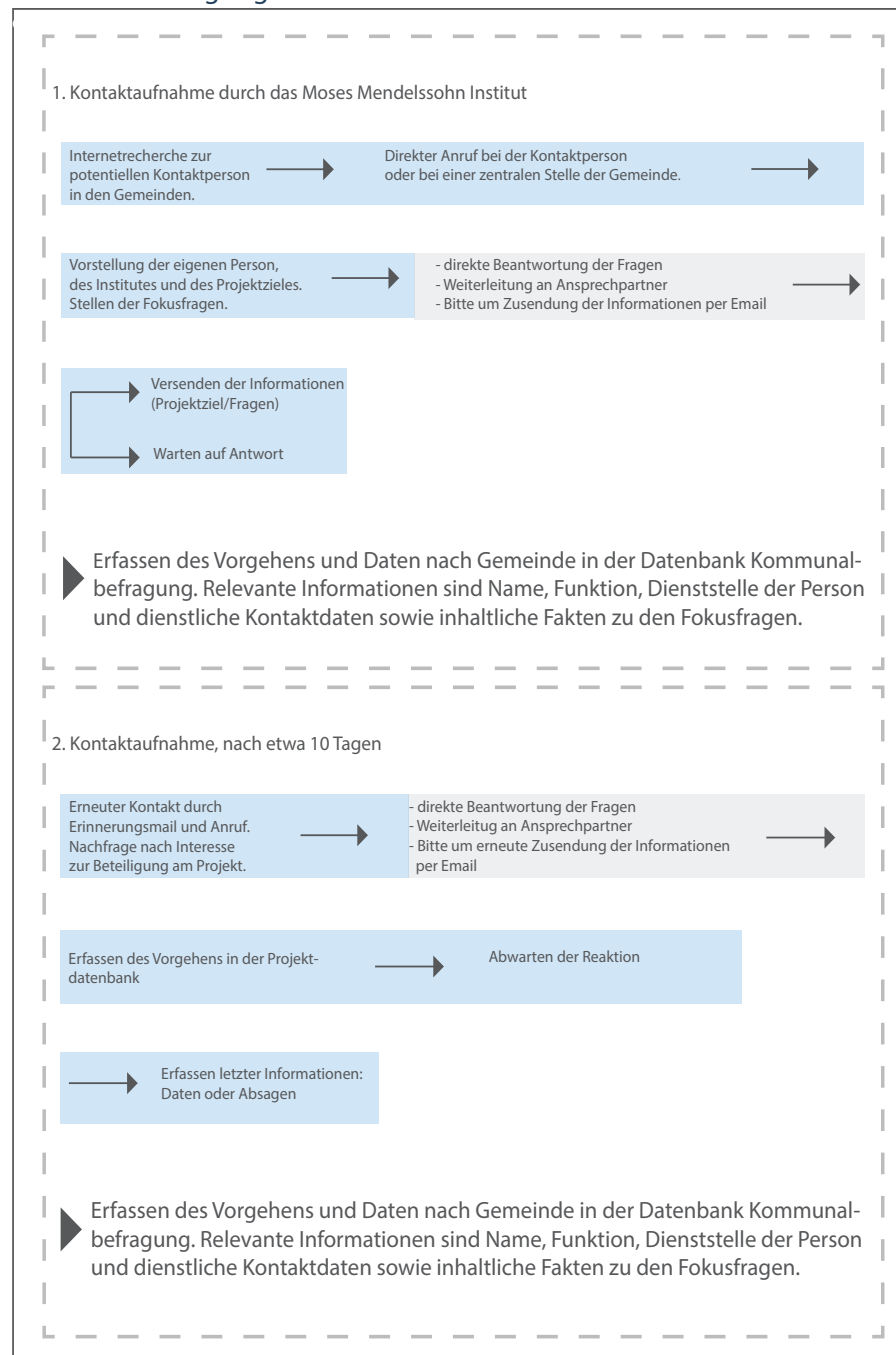 1. Kontaktaufnahme durch das Moses Mendelssohn Institut
Internetrecherche zur
potentiellen Kontaktperson
in den Gemeinden.
Direkter Anruf bei der Kontaktperson
oder bei einer zentralen Stelle der Gemeinde.
Vorstellung der eigenen Person,
des Institutes und des Projektzieles.
Stellen der Fokusfragen.
- direkte Beantwortung der Fragen
- Weiterleitung an Ansprechpartner
- Bitte um Zusendung der Informationen per Email
Versenden der Informationen
(Projektziel/Fragen)
Warten auf Antwort
Erfassen des Vorgehens und Daten nach Gemeinde in der Datenbank Kommunal-
befragung. Relevante Informationen sind Name, Funktion, Dienststelle der Person
und dienstliche Kontaktdaten sowie inhaltliche Fakten zu den Fokusfragen.
2. Kontaktaufnahme, nach etwa 10 Tagen
Erneuter Kontakt durch
Erinnerungsmail und Anruf.
Nachfrage nach Interesse
zur Beteiligung am Projekt.
- direkte Beantwortung der Fragen
- Weiterleitug an Ansprechpartner
- Bitte um erneute Zusendung der Informationen
per Email
Erfassen des Vorgehens in der Projekt-
datenbank
Abwarten der Reaktion
Erfassen letzter Informationen:
Daten oder Absagen
Erfassen des Vorgehens und Daten nach Gemeinde in der Datenbank Kommunal-
befragung. Relevante Informationen sind Name, Funktion, Dienststelle der Person
und dienstliche Kontaktdaten sowie inhaltliche Fakten zu den Fokusfragen.